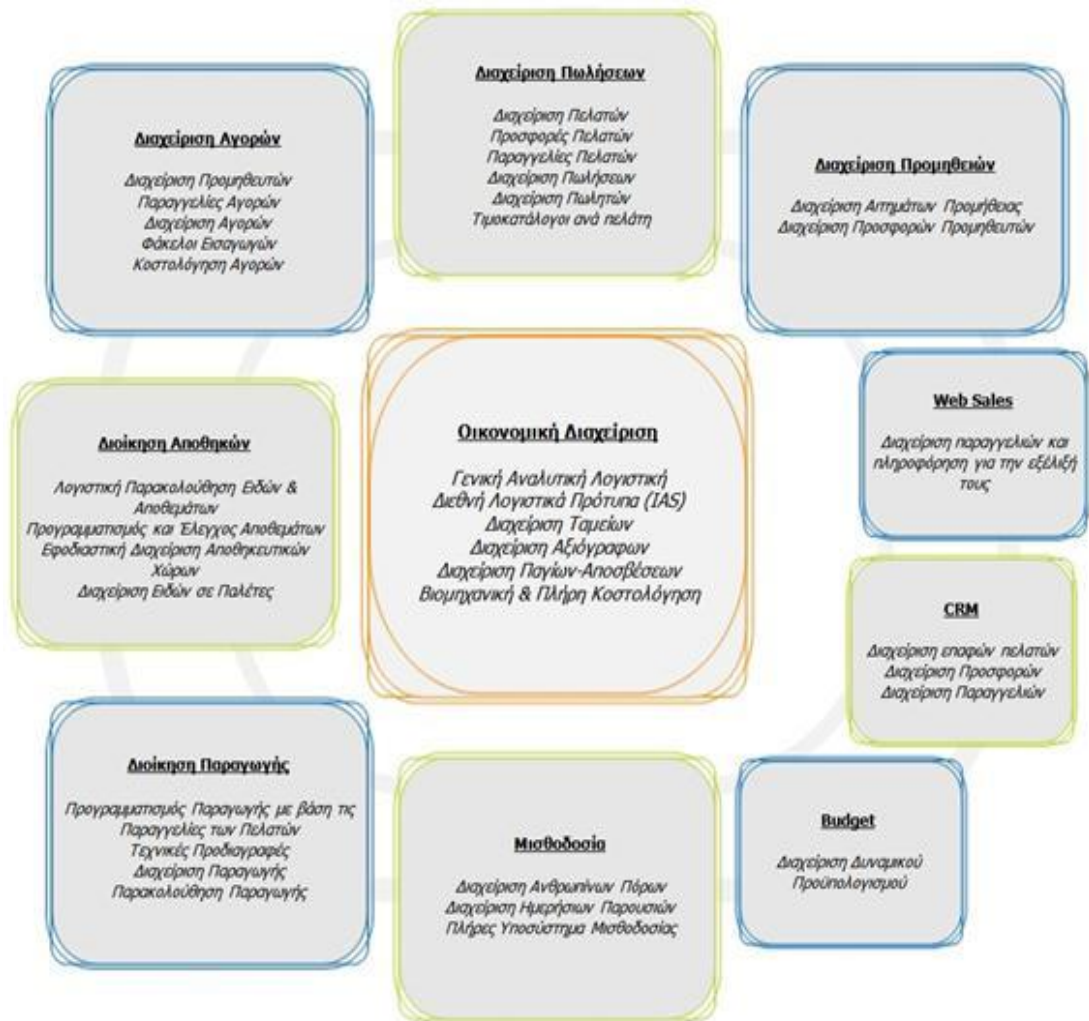 Διαχείριση Πωλήσεων
Διαχείριση Πελατών
Προσφορές Πελατών
Παραγγελίες Πελατών
Διαχείριση Πωλήσεων
Διαχείριση Πωλητών
Τιμοκατάλογοι ανά πελάτη
Διαχείριση Αγορών
Διαχείριση Προμηθευτών
Παραγγελίες Αγορών
Διαχείριση Αγορών
Φάκελοι Εισαγωγών
Κοστολόγηση Αγορών
Διαχείριση Προμηθειών
Διαχείριση Αιτημάτων Προμήθειας
Διαχείριση Προσφορών Προμηθευτών
Διοίκηση Αποθηκών
Λογιστική Παρακολούθηση Ειδών &
Αποθεμάτων
Προγραμματισμός και Έλεγχος Αποθεμάτων
Εφοδιαστική Διαχείριση Αποθηκευτικών
Χώρων
Διαχείριση Ειδών σε Παλέτες
Οικονομική Διαχείριση
Γενική Αναλυτική Λογιστική
Διεθνή Λογιστικά Πρότυπα (IAS)
Διαχείριση Ταμείων
Διαχείριση Αξιόγραφων
Διαχείριση Παγίων-Αποσβέσεων
Βιομηχανική & Πλήρη Κοστολόγηση
Web Sales
Διαχείριση παραγγελιών και
πληροφόρηση για την εξέλιξή
τους
CRM
Διαχείριση επαφών πελατών
Διαχείριση Προσφορών
Διαχείριση Παραγγελιών
Διοίκηση Παραγωγής
Προγραμματισμός Παραγωγής με βάση τις
Παραγγελίες των Πελατών
Τεχνικές Προδιαγραφές
Διαχείριση Παραγωγής
Παρακολούθηση Παραγωγής
Μισθοδοσία
Διαχείριση Ανθρωπίνων Πόρων
Διαχείριση Ημερήσιων Παρουσιών
Πλήρες Υποσύστημα Μισθοδοσίας
Budget
Διαχείριση Δυναμικού
Προϋπολογισμού